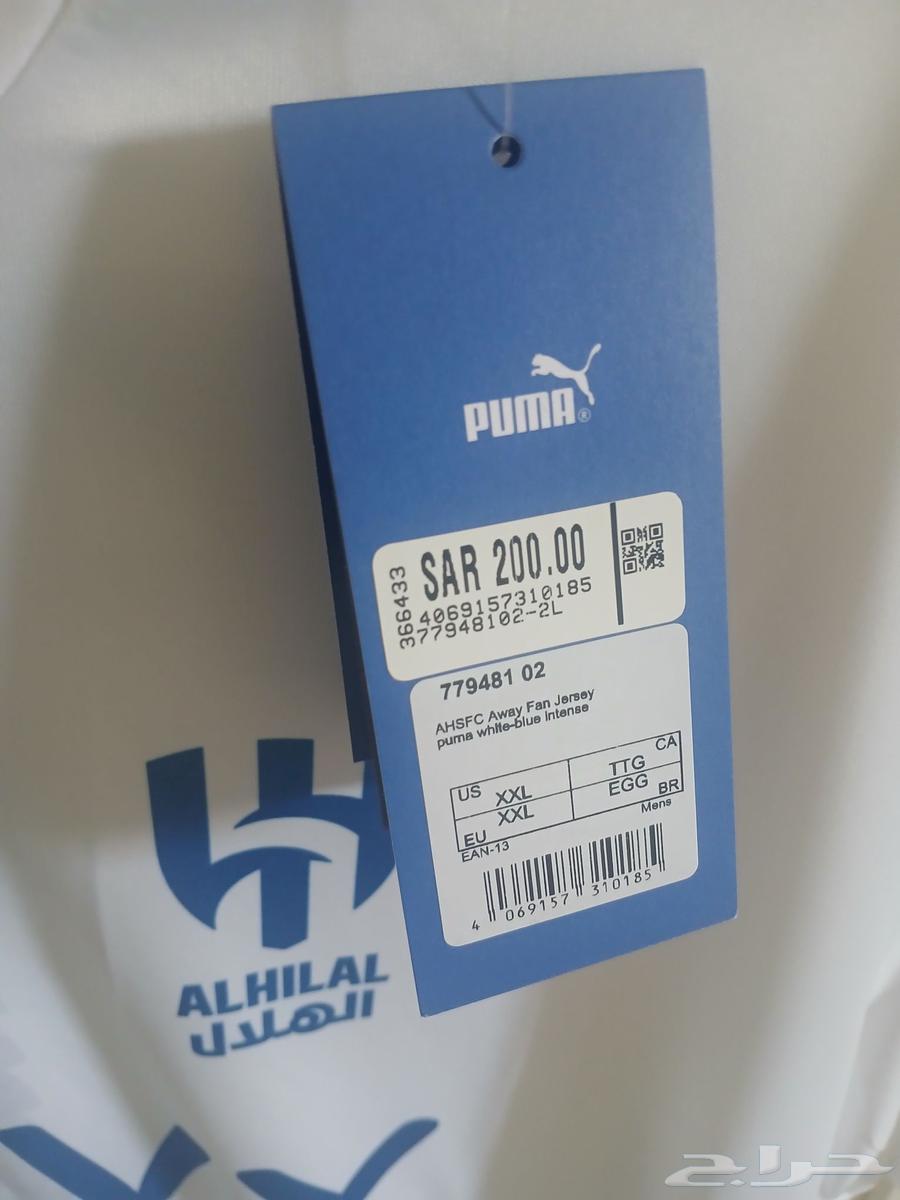 PUMA®
SAR 200.00
4069157310185
77948102-2L
366433
779481 02
AHSFC Away Fan Jersey
puma white-blue intense
US XXL TTG CA
EU XXL EGG BR
EAN-13
Mens
4 069157 310185
ALHILAL
الهلال
حراج